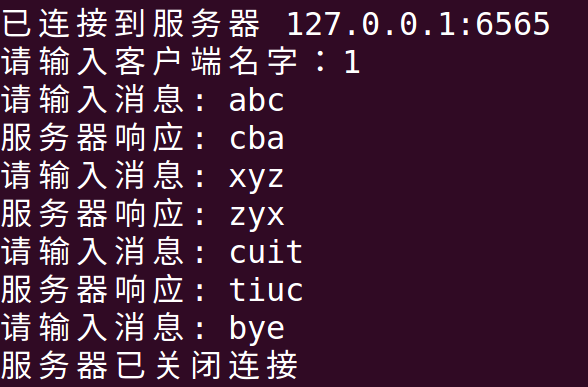 已连接到服务器 127.0.0.1:6565
请输入客户端名字：1
请输入消息: abc
服务器响应: cba
请输入消息: xyz
服务器响应: zyx
请输入消息: cuit
服务器响应: tiuc
请输入消息: bye
服务器已关闭连接